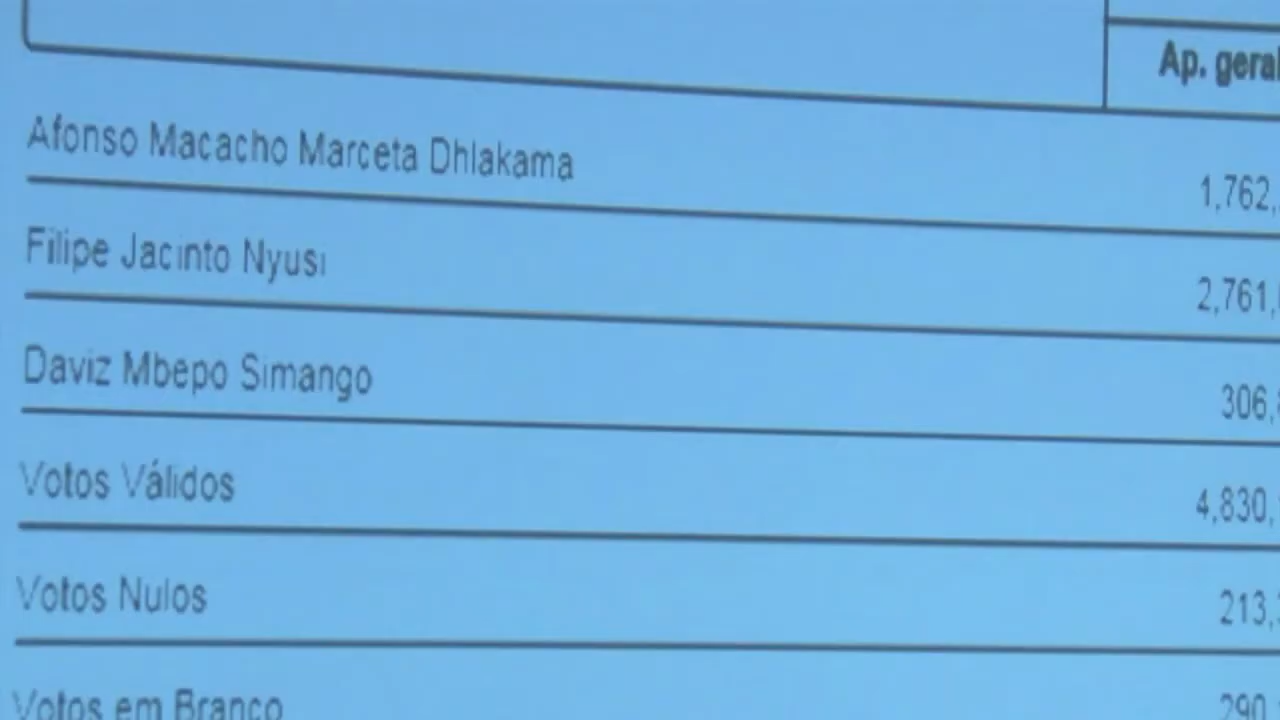 Ap. geral
Afonso Macacho Marceta Dhlakama 1,762,
Filipe Jacinto Nyusi 2,761,
Daviz Mbepo Simango 306,
Votos Válidos 4,830,
Votos Nulos 213,
Votos em Branco 290,